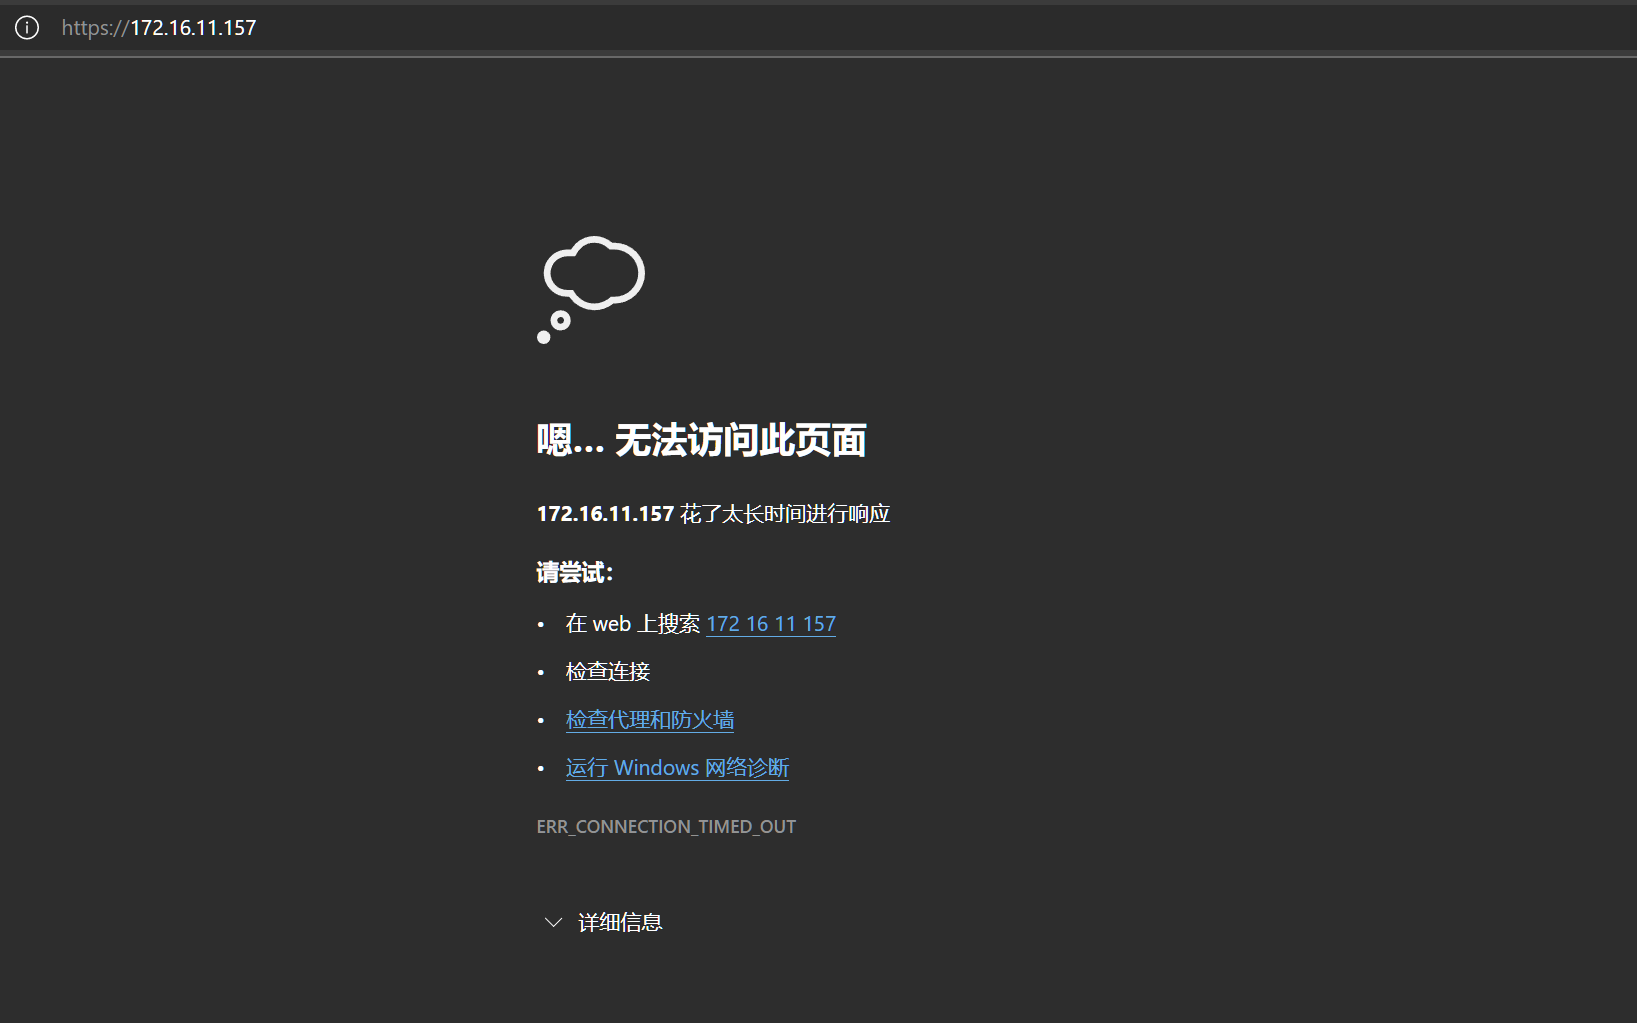 https://172.16.11.157
嗯… 无法访问此页面
172.16.11.157 花了太长时间进行响应
请尝试：
• 在 web 上搜索 172 16 11 157
• 检查连接
• 检查代理和防火墙
• 运行 Windows 网络诊断
ERR_CONNECTION_TIMED_OUT
详细信息